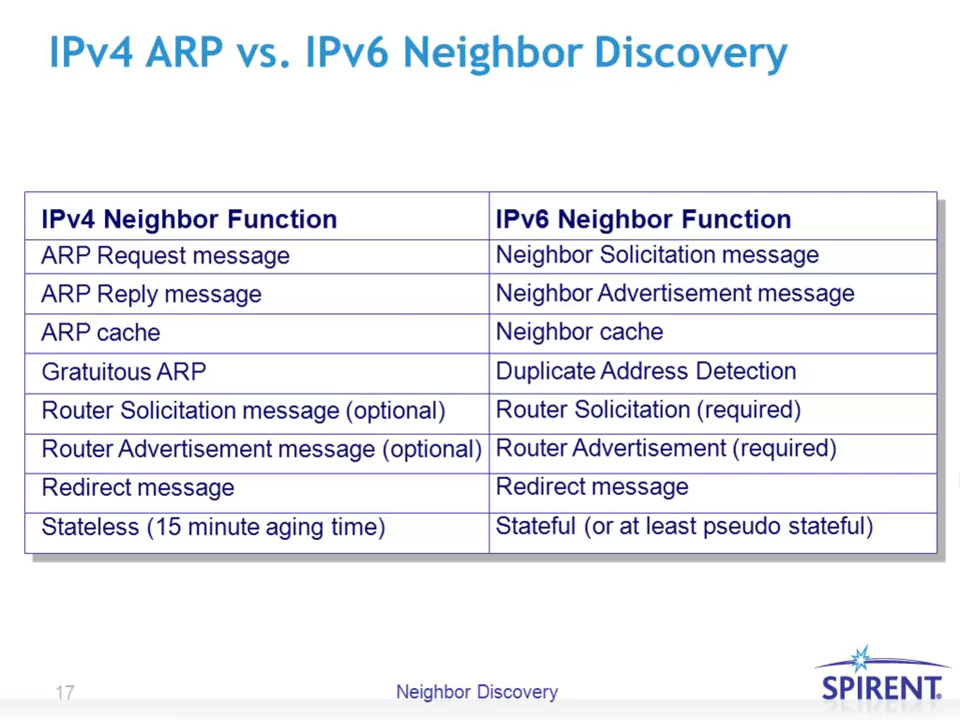 IPv4 ARP vs. IPv6 Neighbor Discovery
IPv4 Neighbor Function IPv6 Neighbor Function
ARP Request message Neighbor Solicitation message
ARP Reply message Neighbor Advertisement message
ARP cache Neighbor cache
Gratuitous ARP Duplicate Address Detection
Router Solicitation message (optional) Router Solicitation (required)
Router Advertisement message (optional) Router Advertisement (required)
Redirect message Redirect message
Stateless (15 minute aging time) Stateful (or at least pseudo stateful)
17 Neighbor Discovery SPIRENT